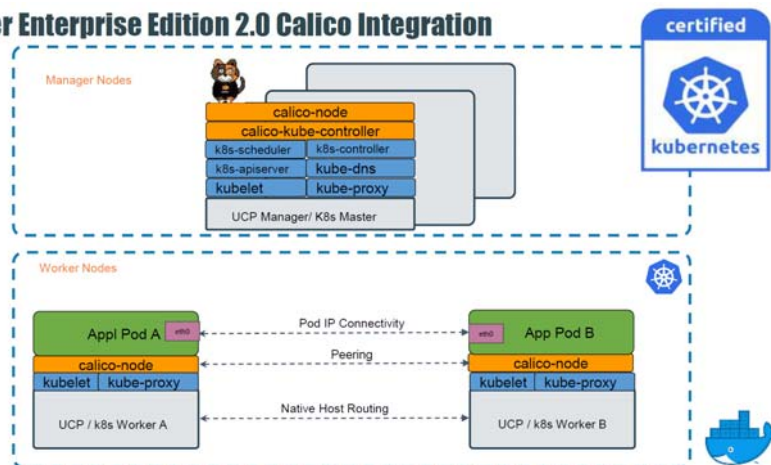 er Enterprise Edition 2.0 Calico Integration
certified
kubernetes
Manager Nodes
calico-node
calico-kube-controller
k8s-scheduler k8s-controller
k8s-apiserver kube-dns
kubelet kube-proxy
UCP Manager/ K8s Master
Worker Nodes
Appl Pod A eth0 Pod IP Connectivity eth0 App Pod B
Peering
calico-node calico-node
kubelet kube-proxy kubelet kube-proxy
UCP / k8s Worker A Native Host Routing UCP / k8s Worker B